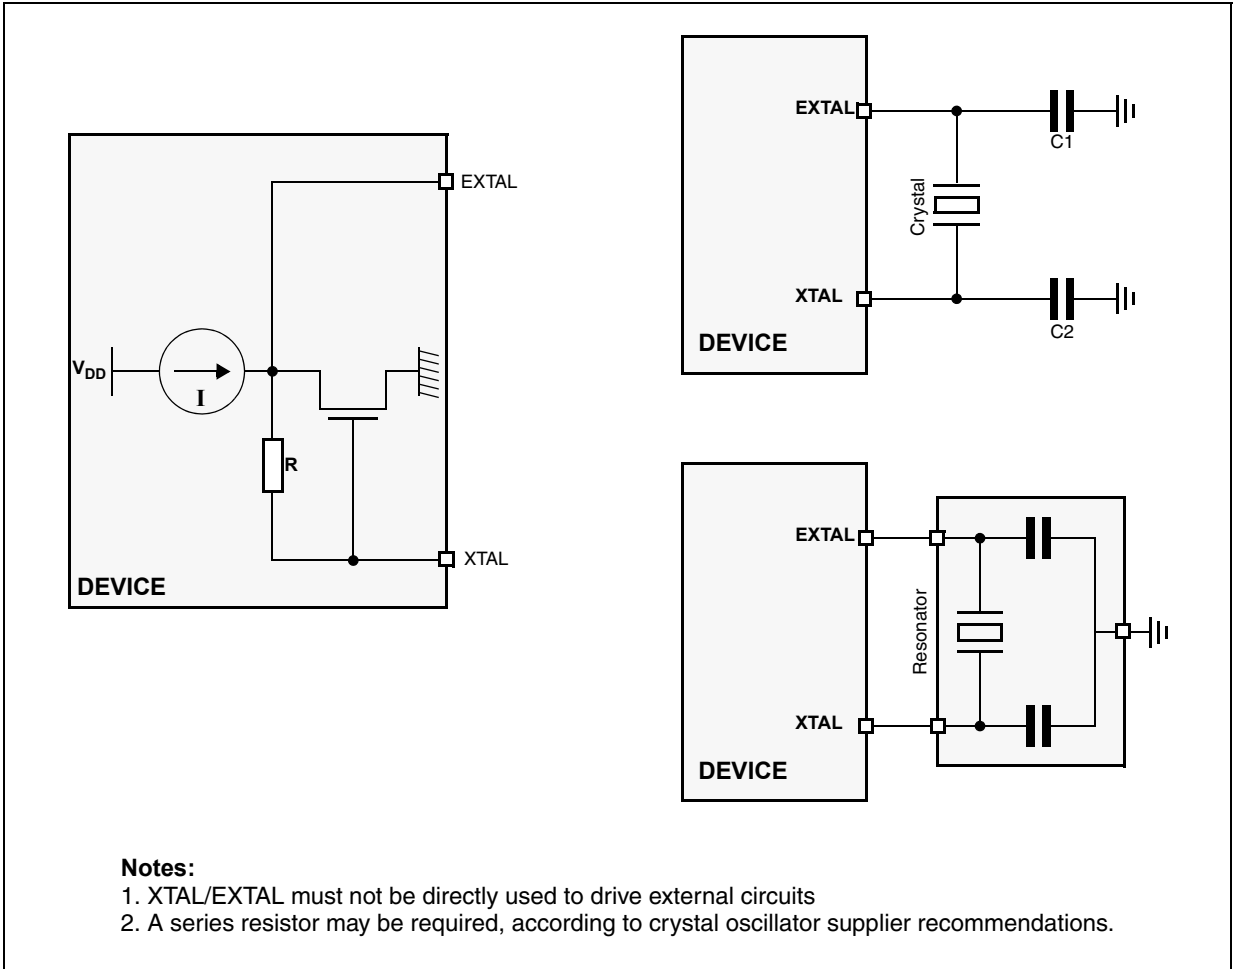 EXTAL
V_DD
I
R
XTAL
DEVICE
EXTAL
C1
Crystal
XTAL
C2
DEVICE
EXTAL
Resonator
XTAL
DEVICE
Notes:
1. XTAL/EXTAL must not be directly used to drive external circuits
2. A series resistor may be required, according to crystal oscillator supplier recommendations.